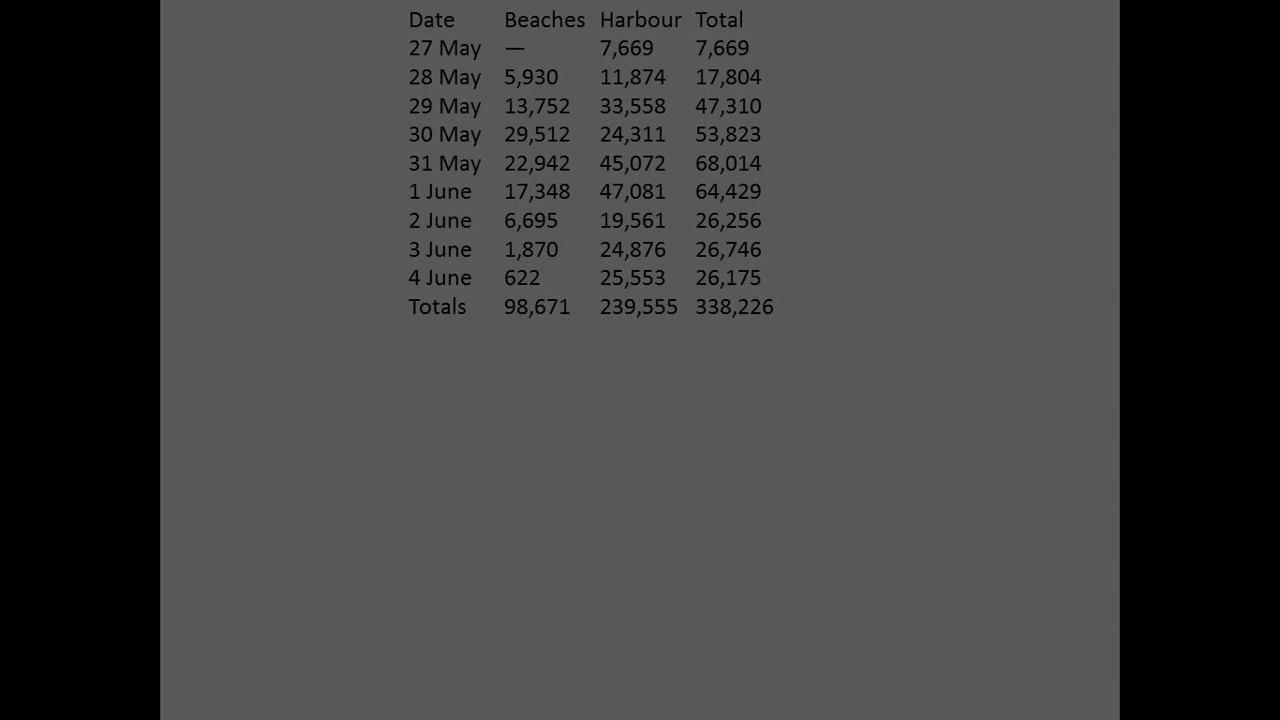 Date Beaches Harbour Total
27 May — 7,669 7,669
28 May 5,930 11,874 17,804
29 May 13,752 33,558 47,310
30 May 29,512 24,311 53,823
31 May 22,942 45,072 68,014
1 June 17,348 47,081 64,429
2 June 6,695 19,561 26,256
3 June 1,870 24,876 26,746
4 June 622 25,553 26,175
Totals 98,671 239,555 338,226